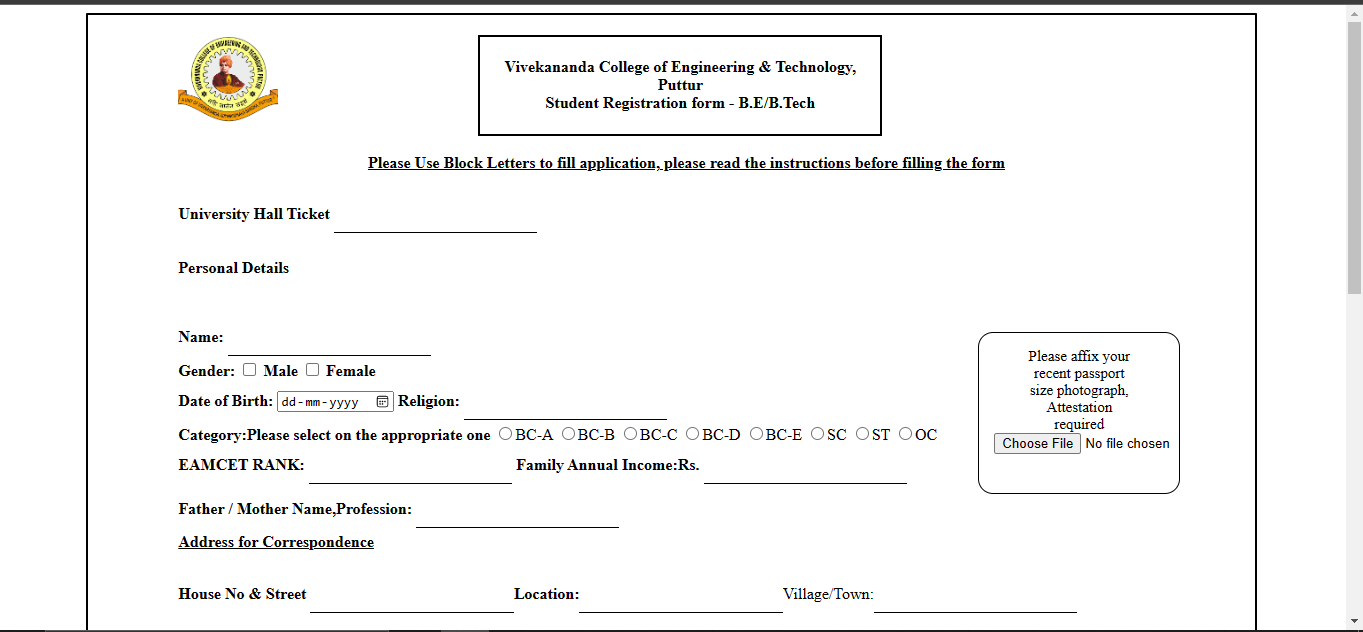 Vivekananda College of Engineering & Technology,
Puttur
Student Registration form - B.E/B.Tech
Please Use Block Letters to fill application, please read the instructions before filling the form
University Hall Ticket
Personal Details
Name:
Gender: Male Female
Date of Birth: dd-mm-yyyy Religion:
Category:Please select on the appropriate one BC-A BC-B BC-C BC-D BC-E SC ST OC
EAMCET RANK: Family Annual Income:Rs.
Father / Mother Name,Profession:
Please affix your
recent passport
size photograph,
Attestation
required
Choose File No file chosen
Address for Correspondence
House No & Street Location: Village/Town: